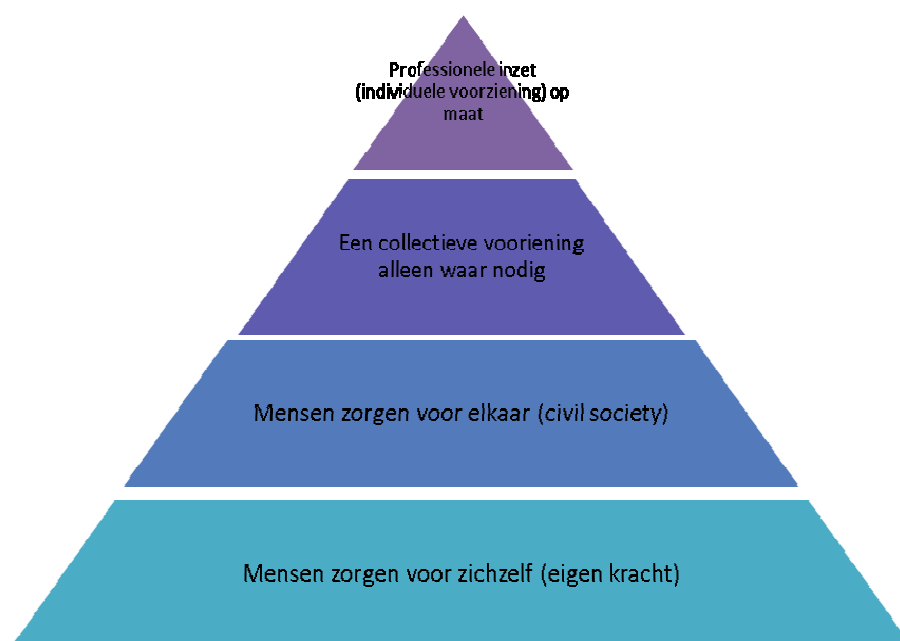 Professionele inzet
(individuele voorziening) op
maat
Een collectieve vooriening
alleen waar nodig
Mensen zorgen voor elkaar (civil society)
Mensen zorgen voor zichzelf (eigen kracht)